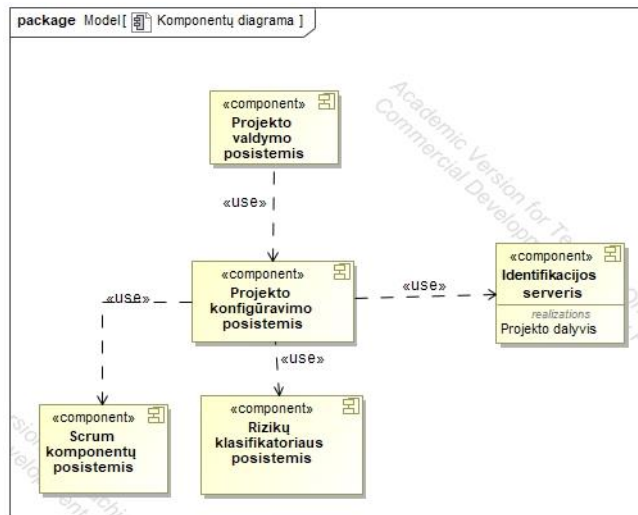 package Model[ Komponentų diagrama ]
«component»
Projekto
valdymo
posistemis
«use»
«component»
Projekto
konfigūravimo
posistemis
«use»
«use»
«use»
«component»
Identifikacijos
serveris
realizations
Projekto dalyvis
«component»
Scrum
komponentų
posistemis
«component»
Rizikų
klasifikatoriaus
posistemis
Academic Version for Te
Commercial Develop